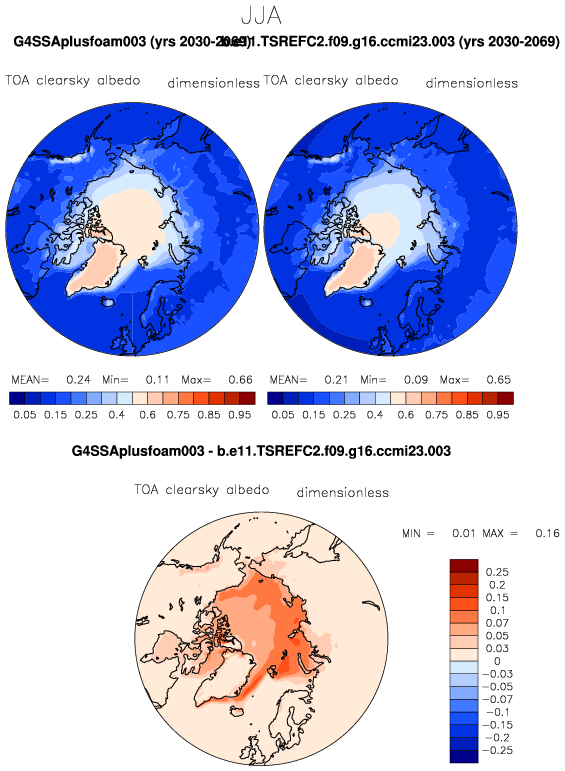 JJA
G4SSAplusfoam003 (yrs 2030-2069) b.e11.TSREFC2.f09.g16.ccmi23.003 (yrs 2030-2069)
TOA clearsky albedo dimensionless TOA clearsky albedo dimensionless
MEAN= 0.24 Min= 0.11 Max= 0.66 MEAN= 0.21 Min= 0.09 Max= 0.65
0.05 0.15 0.25 0.4 0.6 0.75 0.85 0.95 0.05 0.15 0.25 0.4 0.6 0.75 0.85 0.95
G4SSAplusfoam003 - b.e11.TSREFC2.f09.g16.ccmi23.003
TOA clearsky albedo dimensionless
MIN = 0.01 MAX = 0.16
0.25
0.2
0.15
0.1
0.07
0.05
0.03
0
-0.03
-0.05
-0.07
-0.1
-0.15
-0.2
-0.25